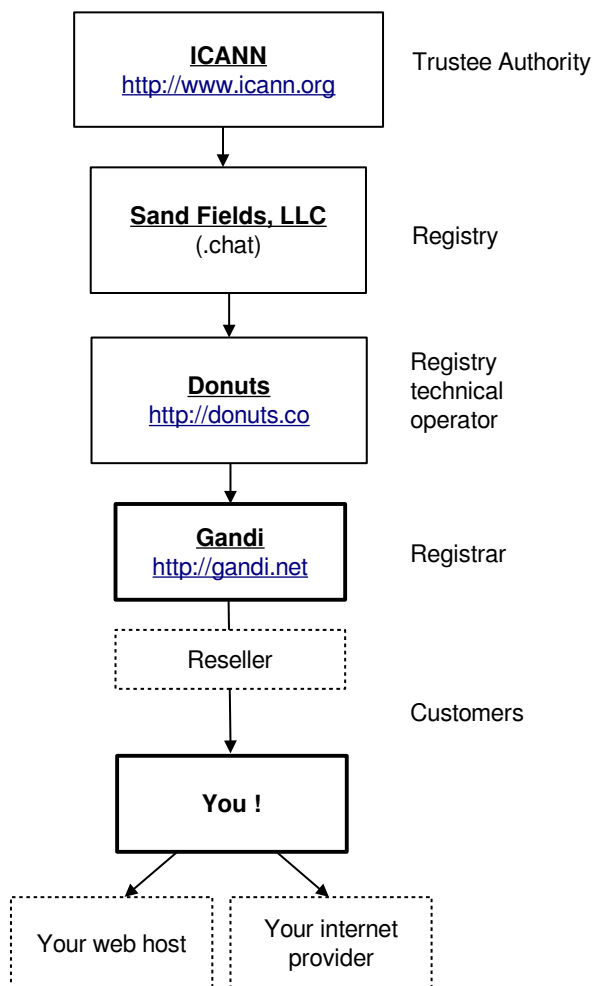 ICANN
http://www.icann.org
Trustee Authority
Sand Fields, LLC
(.chat)
Registry
Donuts
http://donuts.co
Registry
technical
operator
Gandi
http://gandi.net
Registrar
Reseller
Customers
You !
Your web host
Your internet
provider